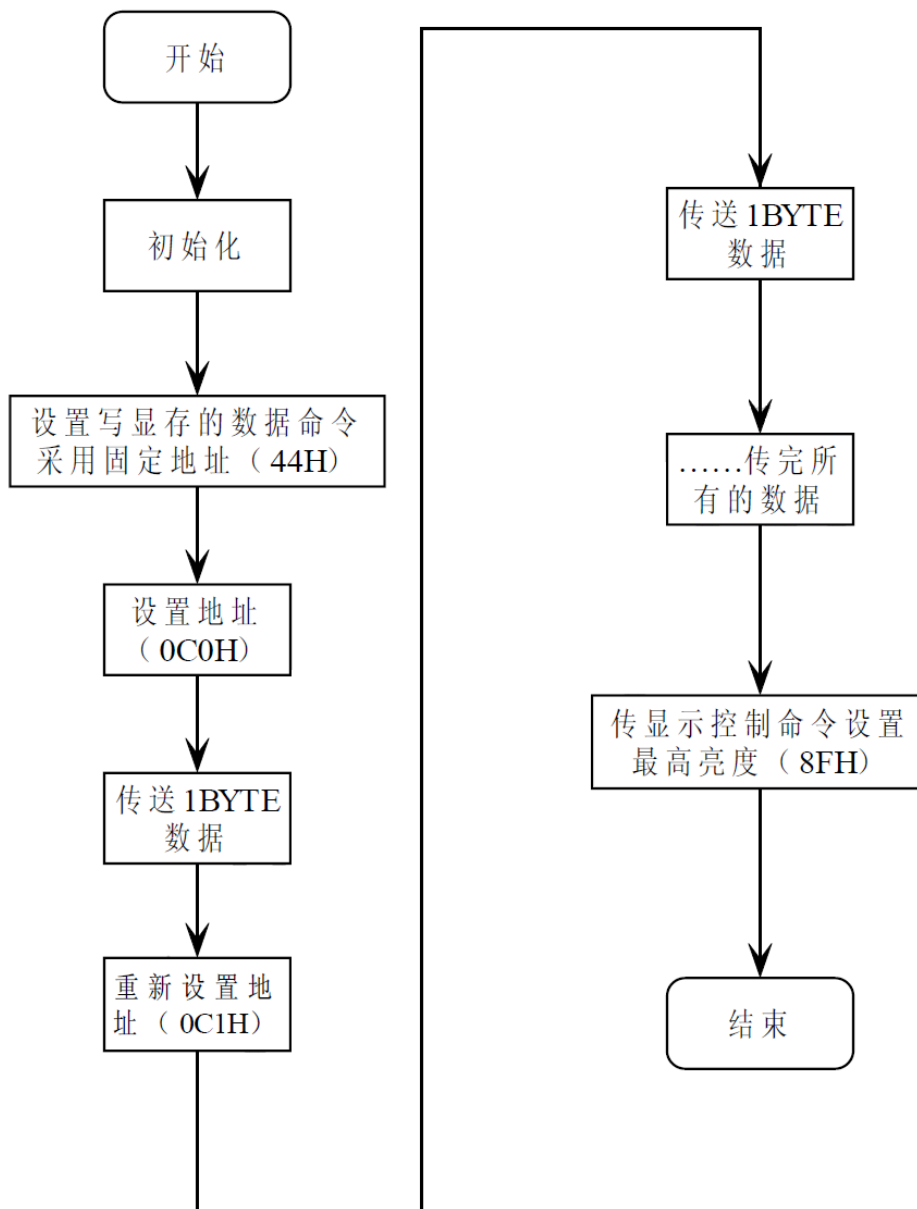 开始
初始化
设置写显存的数据命令
采用固定地址（44H）
设置地址
（0C0H）
传送1BYTE
数据
重新设置地
址（0C1H）
传送1BYTE
数据
……传完所
有的数据
传显示控制命令设置
最高亮度（8FH）
结束